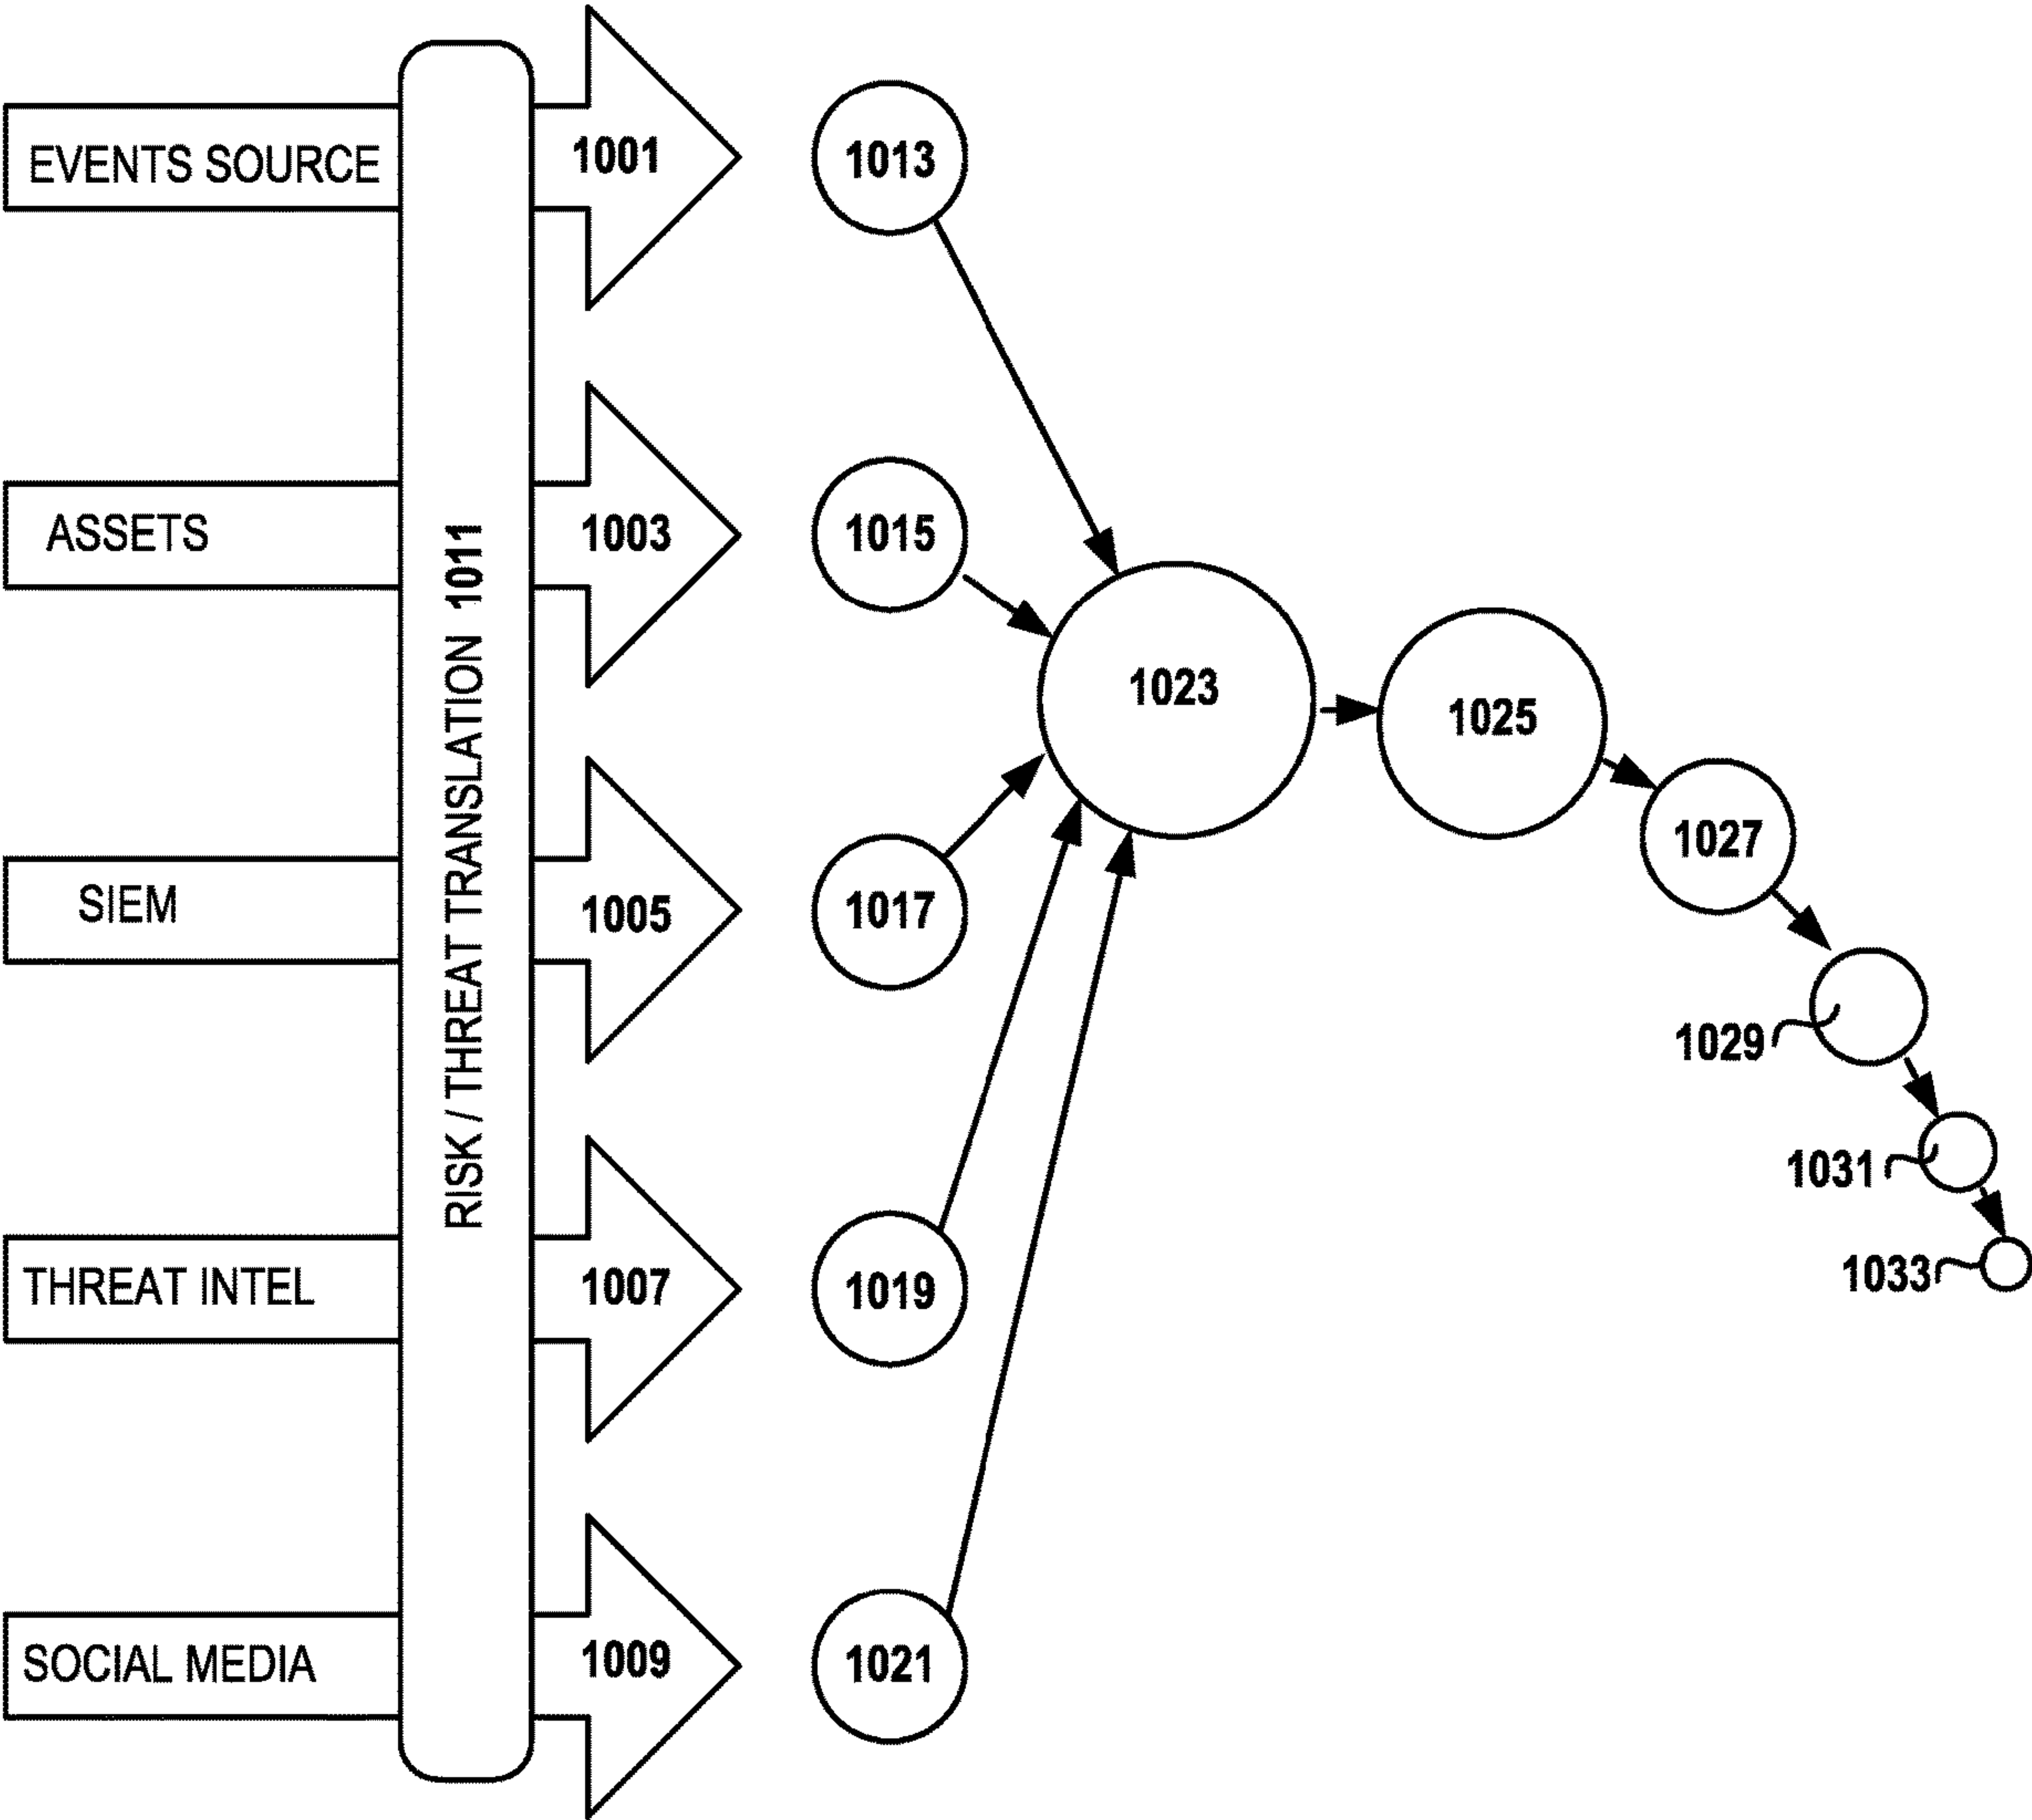 EVENTS SOURCE
1001
1013
ASSETS
1003
1015
RISK / THREAT TRANSLATION 1011
1023
1025
1027
SIEM
1005
1017
1029
1031
THREAT INTEL
1007
1019
1033
SOCIAL MEDIA
1009
1021